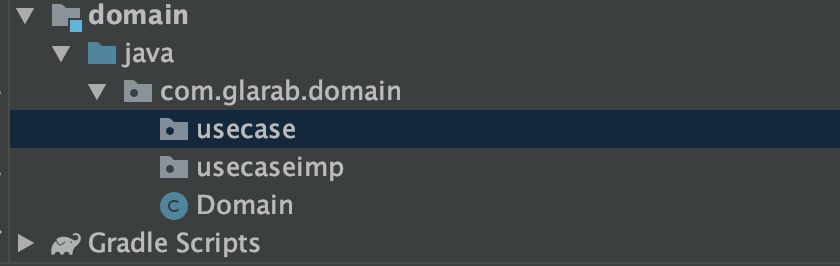 domain
java
com.glarab.domain
usecase
usecaseimp
C Domain
Gradle Scripts